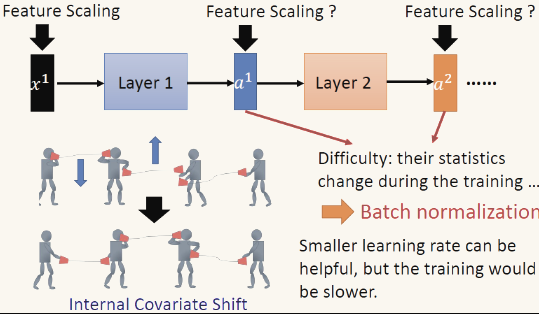 Feature Scaling
Feature Scaling ?
Feature Scaling ?
x¹
Layer 1
a¹
Layer 2
a²
......
Difficulty: their statistics
change during the training ...
Batch normalization
Smaller learning rate can be
helpful, but the training would
be slower.
Internal Covariate Shift